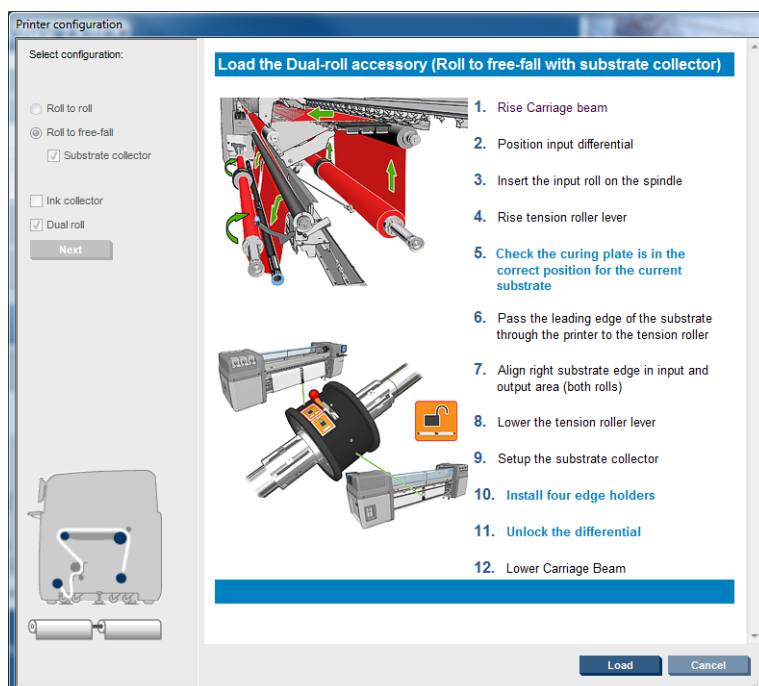 Printer configuration
Select configuration:
Roll to roll
Roll to free-fall
Substrate collector
Ink collector
Dual roll
Next
Load the Dual-roll accessory (Roll to free-fall with substrate collector)
1. Rise Carriage beam
2. Position input differential
3. Insert the input roll on the spindle
4. Rise tension roller lever
5. Check the curing plate is in the
correct position for the current
substrate
6. Pass the leading edge of the substrate
through the printer to the tension roller
7. Align right substrate edge in input and
output area (both rolls)
8. Lower the tension roller lever
9. Setup the substrate collector
10. Install four edge holders
11. Unlock the differential
12. Lower Carriage Beam
Load
Cancel